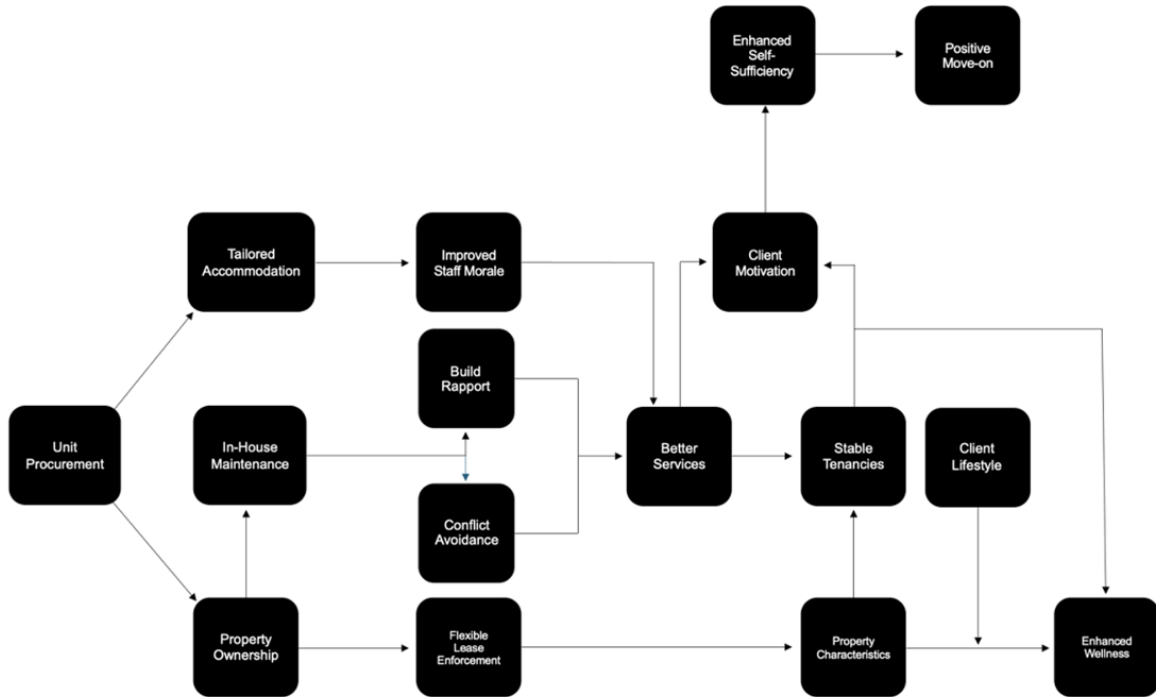 Enhanced
Self-
Sufficiency
Positive
Move-on
Tailored
Accommodation
Improved
Staff Morale
Client
Motivation
Build
Rapport
Unit
Procurement
In-House
Maintenance
Better
Services
Stable
Tenancies
Client
Lifestyle
Conflict
Avoidance
Property
Ownership
Flexible
Lease
Enforcement
Property
Characteristics
Enhanced
Wellness